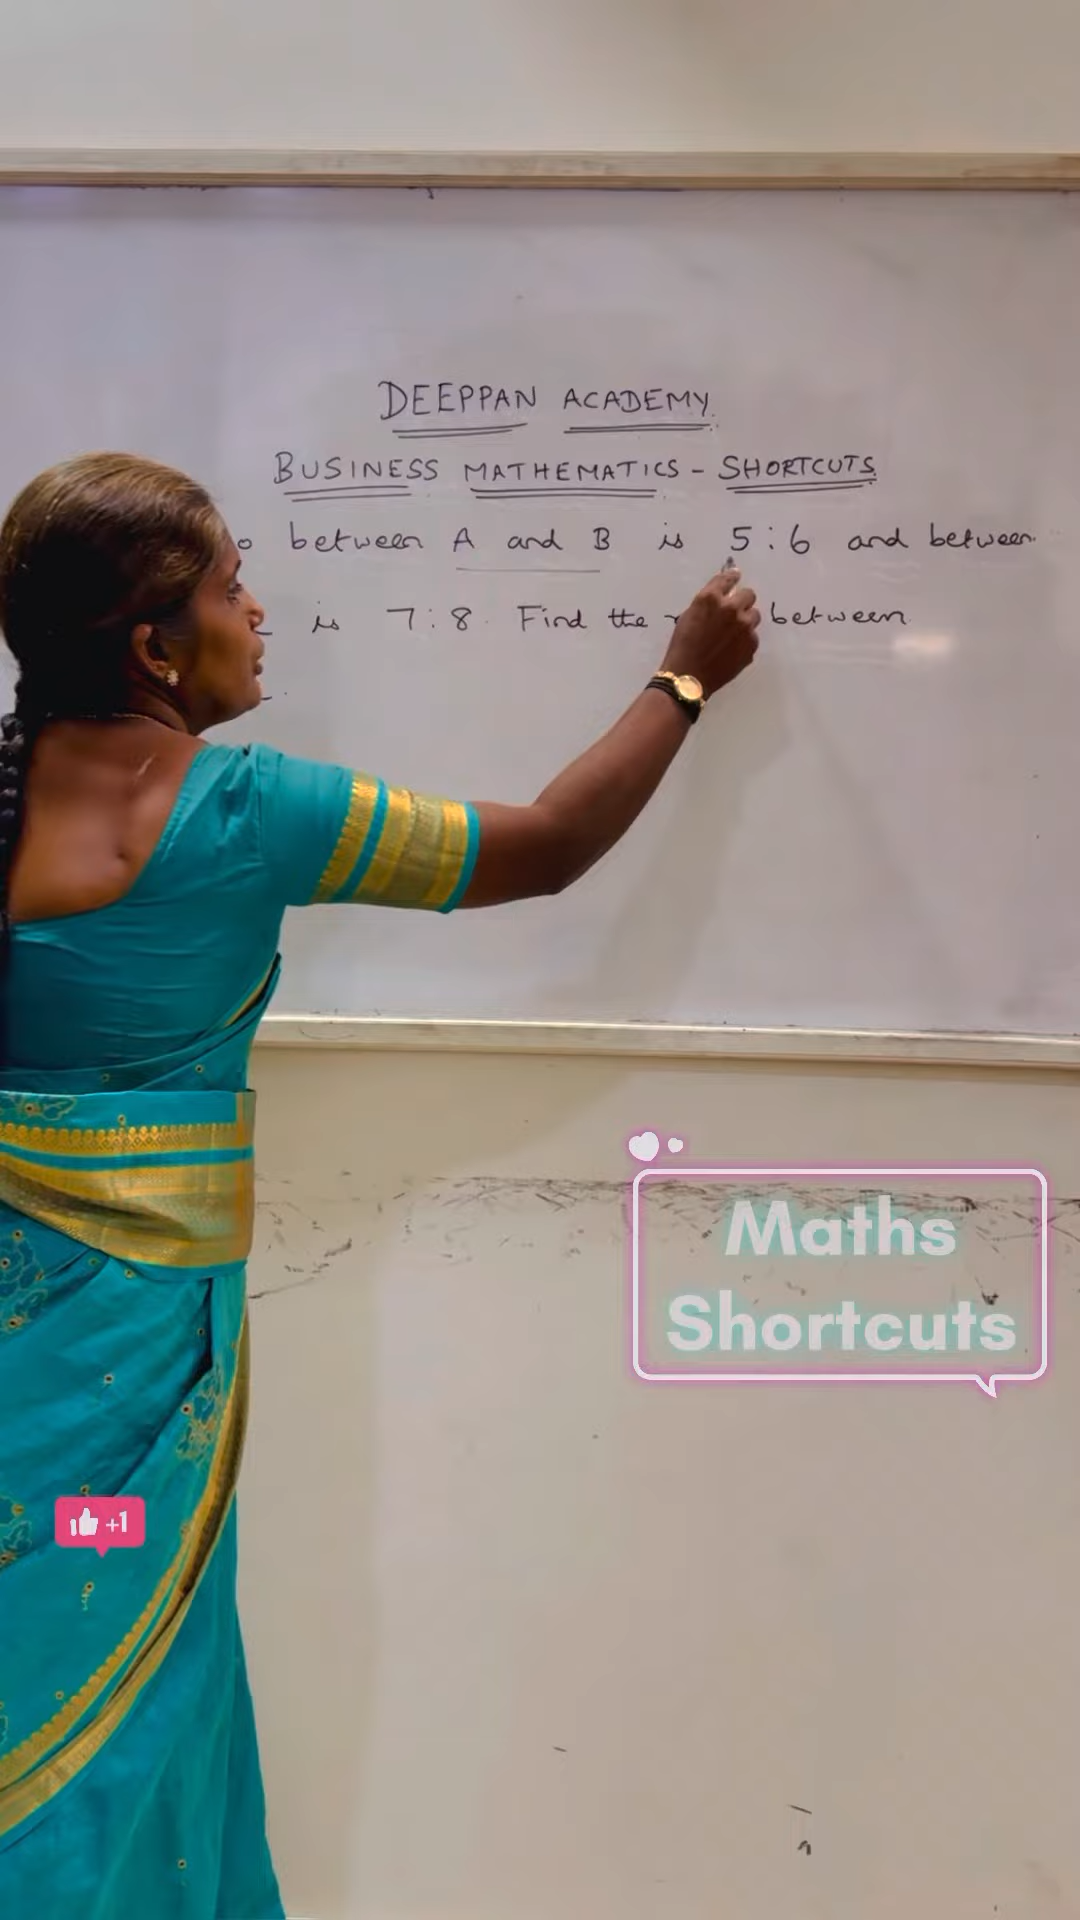 DEEPPAN ACADEMY
BUSINESS MATHEMATICS - SHORTCUTS
between A and B is 5:6 and between
is 7:8. Find the between
Maths
Shortcuts
+1